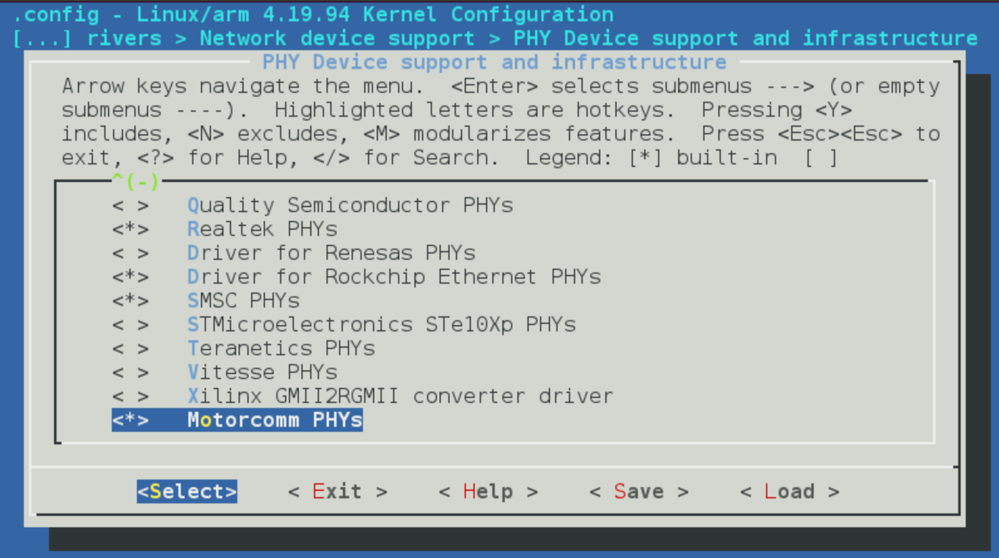 .config - Linux/arm 4.19.94 Kernel Configuration
[...] rivers > Network device support > PHY Device support and infrastructure
PHY Device support and infrastructure
Arrow keys navigate the menu.  <Enter> selects submenus ---> (or empty
submenus ----).  Highlighted letters are hotkeys.  Pressing <Y>
includes, <N> excludes, <M> modularizes features.  Press <Esc><Esc> to
exit, <?> for Help, </> for Search.  Legend: [*] built-in  [ ]
^(-)
< >   Quality Semiconductor PHYs
<*>   Realtek PHYs
< >   Driver for Renesas PHYs
<*>   Driver for Rockchip Ethernet PHYs
<*>   SMSC PHYs
< >   STMicroelectronics STe10Xp PHYs
< >   Teranetics PHYs
< >   Vitesse PHYs
< >   Xilinx GMII2RGMII converter driver
<*>   Motorcomm PHYs
<Select>    < Exit >    < Help >    < Save >    < Load >